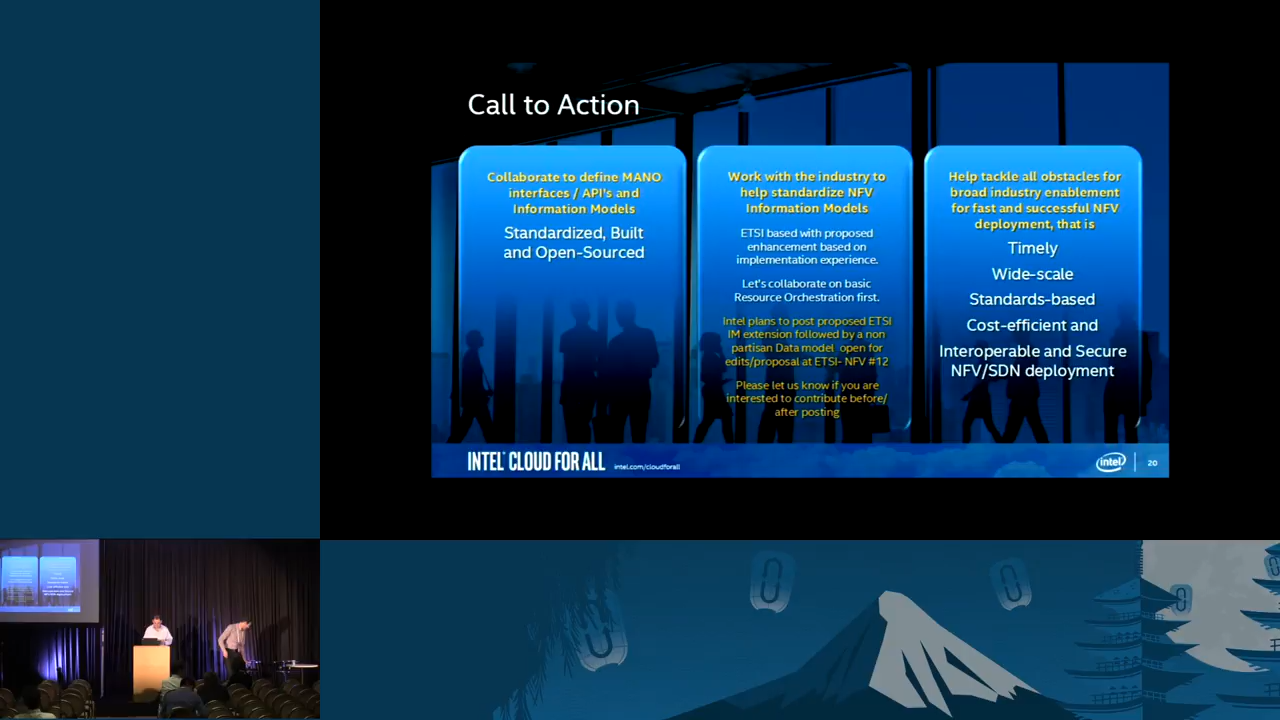 Call to Action
Collaborate to define MANO
interfaces / API's and
Information Models
Standardized, Built
and Open-Sourced
Work with the industry to
help standardize NFV
Information Models
ETSI based with proposed
enhancement based on
implementation experience.
Let's collaborate on basic
Resource Orchestration first.
Intel plans to post proposed ETSI
IM extension followed by a non
partisan Data model open for
edits/proposal at ETSI- NFV #12
Please let us know if you are
interested to contribute before/
after posting
Help tackle all obstacles for
broad industry enablement
for fast and successful NFV
deployment, that is
Timely
Wide-scale
Standards-based
Cost-efficient and
Interoperable and Secure
NFV/SDN deployment
INTEL CLOUD FOR ALL
intel.com/cloudforall
intel
20